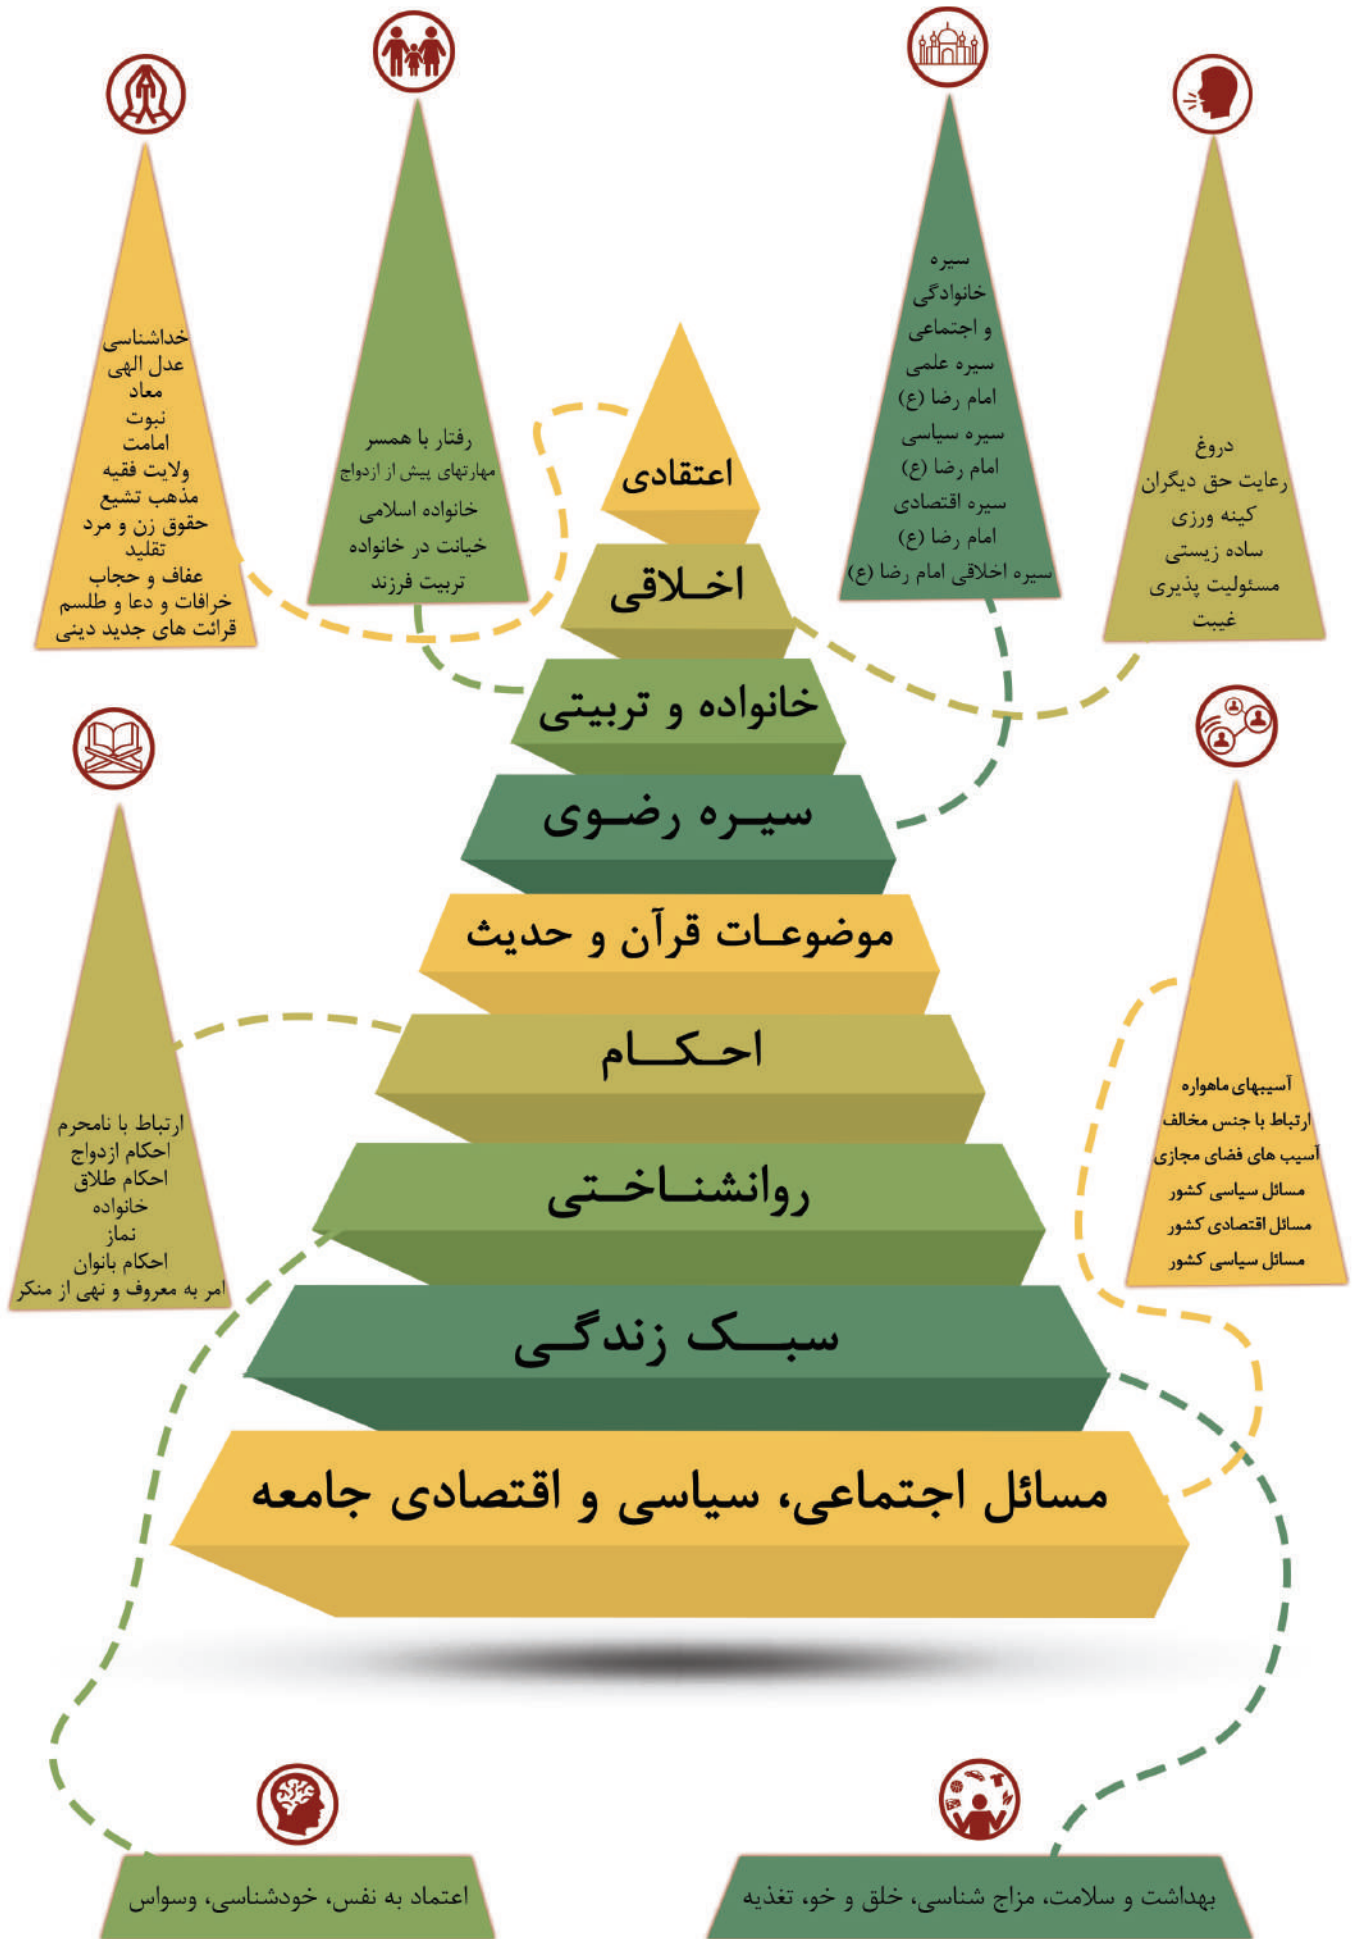 سیره
خانوادگی
و اجتماعی
سیره علمی
امام رضا (ع)
سیره سیاسی
امام رضا (ع)
سیره اقتصادی
امام رضا (ع)
سیره اخلاقی امام رضا (ع)
دروغ
رعایت حق دیگران
کینه ورزی
ساده زیستی
مسئولیت پذیری
غیبت
رفتار با همسر
مهارتهای پیش از ازدواج
خانواده اسلامی
خیانت در خانواده
تربیت فرزند
خداشناسی
عدل الهی
معاد
نبوت
امامت
ولایت فقیه
مذهب تشیع
حقوق زن و مرد
تقلید
عفاف و حجاب
خرافات و دعا و طلسم
قرائت های جدید دینی
اعتقادی
اخـلاقی
خانواده و تربیتی
سیـره رضـوی
موضوعـات قرآن و حدیث
احـکـــام
روانشنـاخـتی
سبـــک زندگـی
مسائل اجتماعی، سیاسی و اقتصادی جامعه
آسیبهای ماهواره
ارتباط با جنس مخالف
آسیب های فضای مجازی
مسائل سیاسی کشور
مسائل اقتصادی کشور
مسائل سیاسی کشور
ارتباط با نامحرم
احکام ازدواج
احکام طلاق
خانواده
نماز
احکام بانوان
امر به معروف و نهی از منکر
بهداشت و سلامت، مزاج شناسی، خلق و خو، تغذیه
اعتماد به نفس، خودشناسی، وسواس